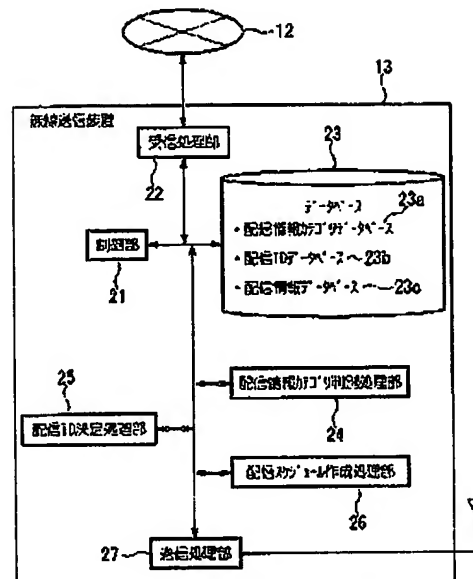 12
13
無線送信装置
受信処理部
22
23
データベース
23a
・配信情報カテゴリデータベース
・配信IDデータベース 23b
・配信情報データベース 23c
制御部
21
25
配信ID決定処理部
配信情報カテゴリ判断処理部
24
配信スケジュール作成処理部
26
27
送信処理部